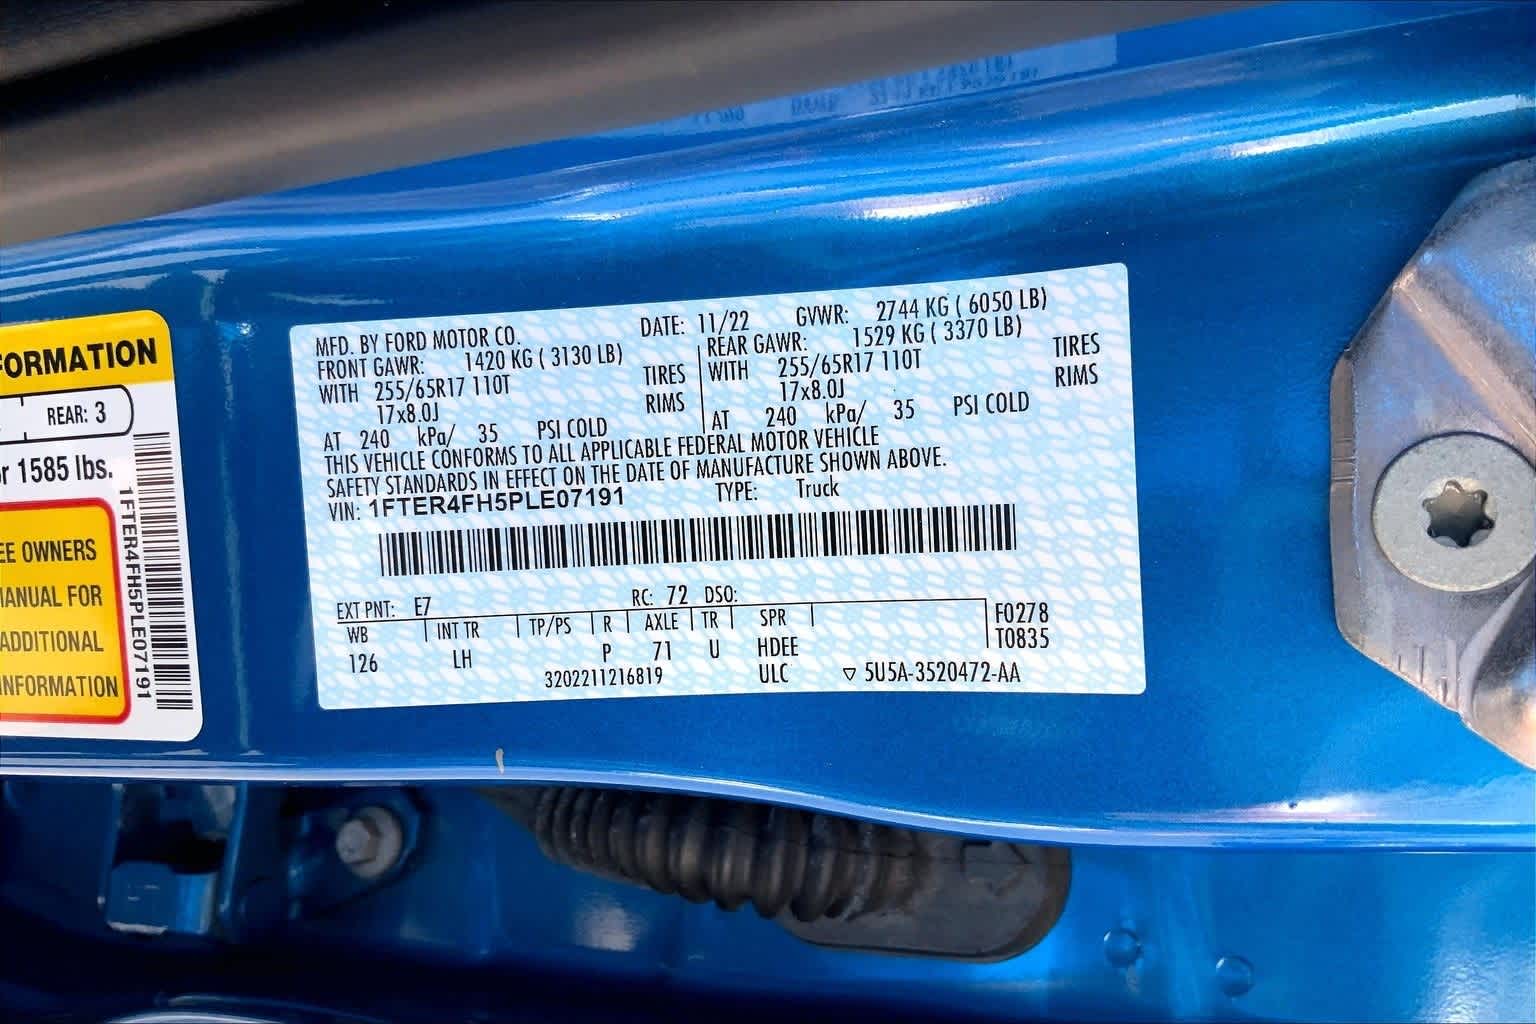 FORMATION
REAR: 3
r 1585 lbs.
EE OWNERS
MANUAL FOR
ADDITIONAL
INFORMATION
1FTER4FH5PLE07191
MFD. BY FORD MOTOR CO. DATE: 11/22 GVWR: 2744 KG ( 6050 LB)
FRONT GAWR: 1420 KG ( 3130 LB) REAR GAWR: 1529 KG ( 3370 LB)
WITH 255/65R17 110T TIRES WITH 255/65R17 110T TIRES
17x8.0J RIMS 17x8.0J RIMS
AT 240 kPa/ 35 PSI COLD AT 240 kPa/ 35 PSI COLD
THIS VEHICLE CONFORMS TO ALL APPLICABLE FEDERAL MOTOR VEHICLE
SAFETY STANDARDS IN EFFECT ON THE DATE OF MANUFACTURE SHOWN ABOVE.
VIN: 1FTER4FH5PLE07191 TYPE: Truck
EXT PNT: E7 RC: 72 DSO:
WB INT TR TP/PS R AXLE TR SPR F0278
126 LH P 71 U HDEE T0835
3202211216819 ULC ▽ 5U5A-3520472-AA